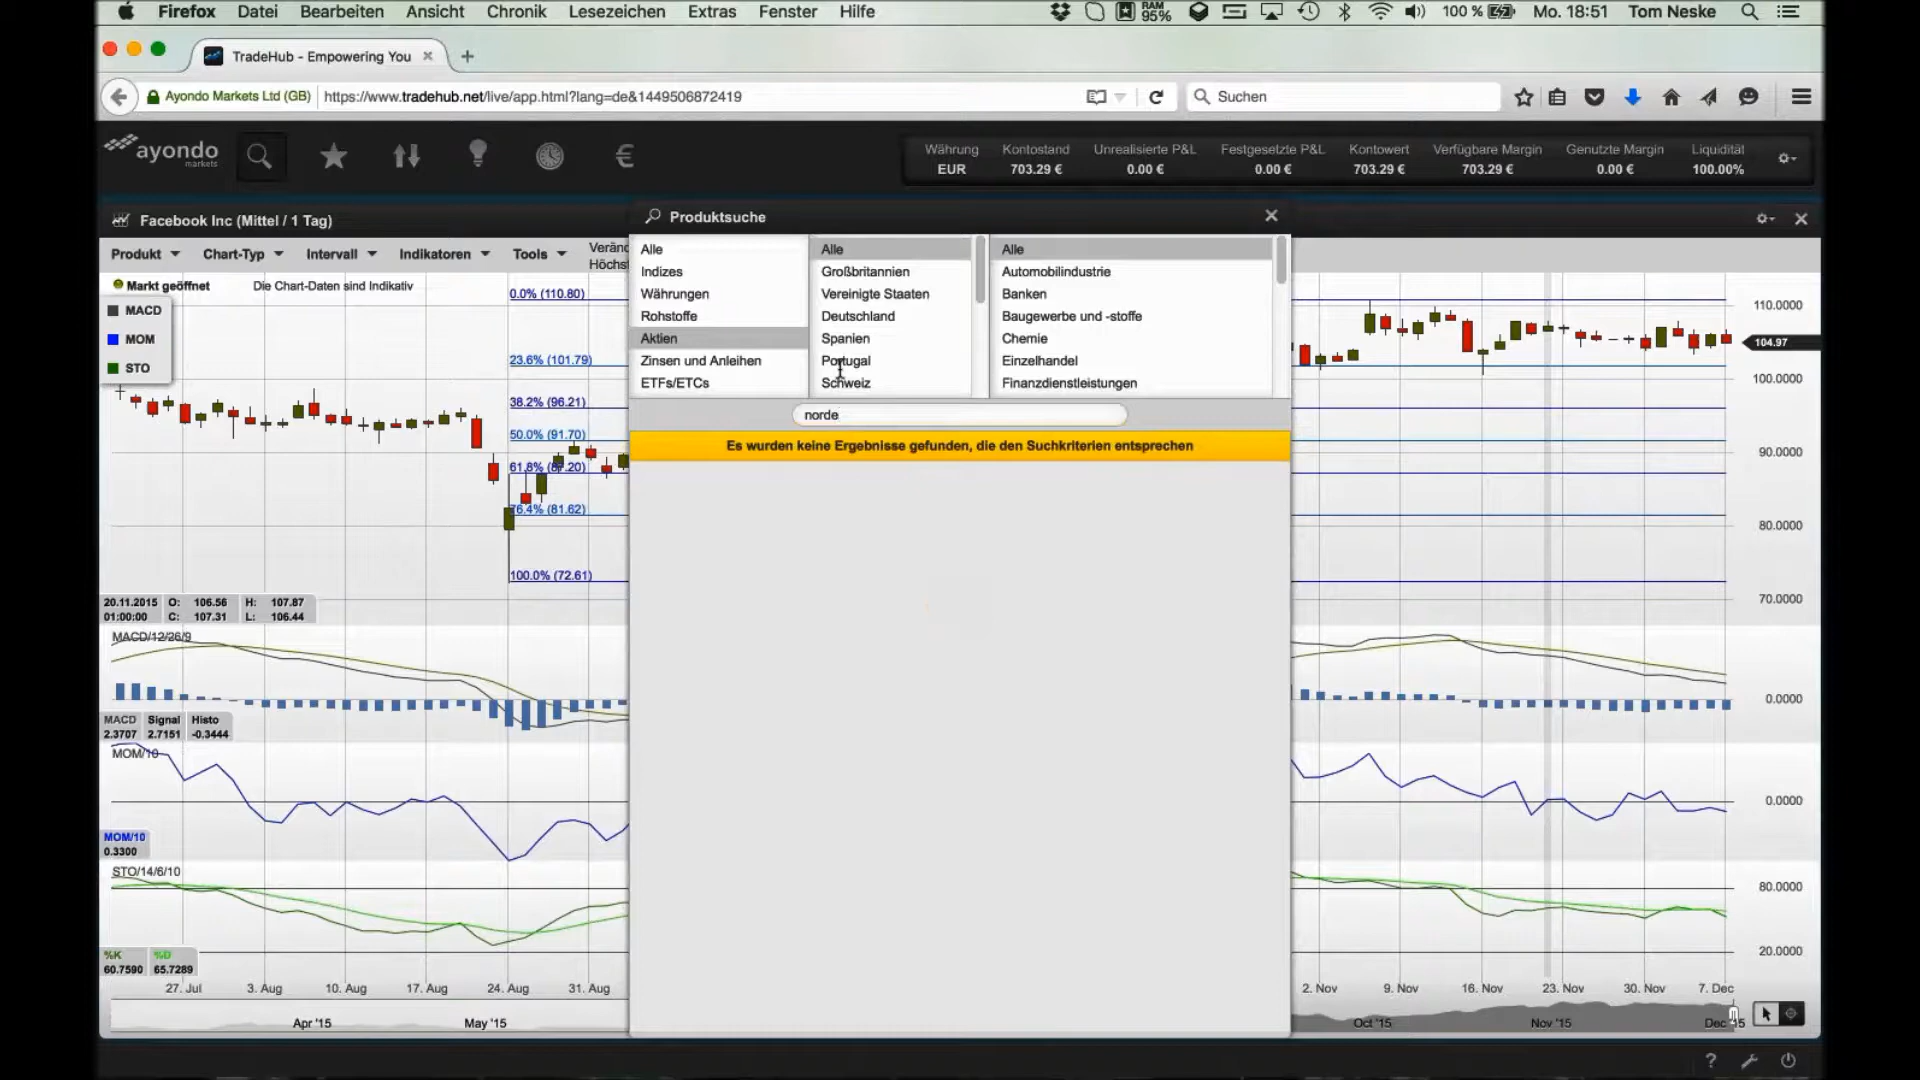 Firefox Datei Bearbeiten Ansicht Chronik Lesezeichen Extras Fenster Hilfe RAM 95% 100 % Mo. 18:51 Tom Neske
TradeHub - Empowering You
Ayondo Markets Ltd (GB) https://www.tradehub.net/live/app.html?lang=de&1449506872419 Suchen
ayondo markets
Währung Kontostand Unrealisierte P&L Festgesetzte P&L Kontowert Verfügbare Margin Genutzte Margin Liquidität
EUR 703.29 € 0.00 € 0.00 € 703.29 € 703.29 € 0.00 € 100.00%
Facebook Inc (Mittel / 1 Tag)
Produkt Chart-Typ Intervall Indikatoren Tools
Veränd
Höchst
Markt geöffnet Die Chart-Daten sind Indikativ
MACD
MOM
STO
0.0% (110.80)
23.6% (101.79)
38.2% (96.21)
50.0% (91.70)
61.8% (87.20)
76.4% (81.62)
100.0% (72.61)
Produktsuche
Alle
Indizes
Währungen
Rohstoffe
Aktien
Zinsen und Anleihen
ETFs/ETCs
Alle
Großbritannien
Vereinigte Staaten
Deutschland
Spanien
Portugal
Schweiz
Alle
Automobilindustrie
Banken
Baugewerbe und -stoffe
Chemie
Einzelhandel
Finanzdienstleistungen
norde
Es wurden keine Ergebnisse gefunden, die den Suchkriterien entsprechen
110.0000
104.97
100.0000
90.0000
80.0000
70.0000
20.11.2015 O: 106.56 H: 107.87
01:00:00 C: 107.31 L: 106.44
MACD/12/26/9
0.0000
MACD Signal Histo
2.3707 2.7151 -0.3444
MOM/10
0.0000
MOM/10
0.3300
STO/14/6/10
80.0000
20.0000
%K %D
60.7590 65.7289
27. Jul 3. Aug 10. Aug 17. Aug 24. Aug 31. Aug 2. Nov 9. Nov 16. Nov 23. Nov 30. Nov 7. Dec
Apr '15 May '15 Oct '15 Nov '15 Dec '15